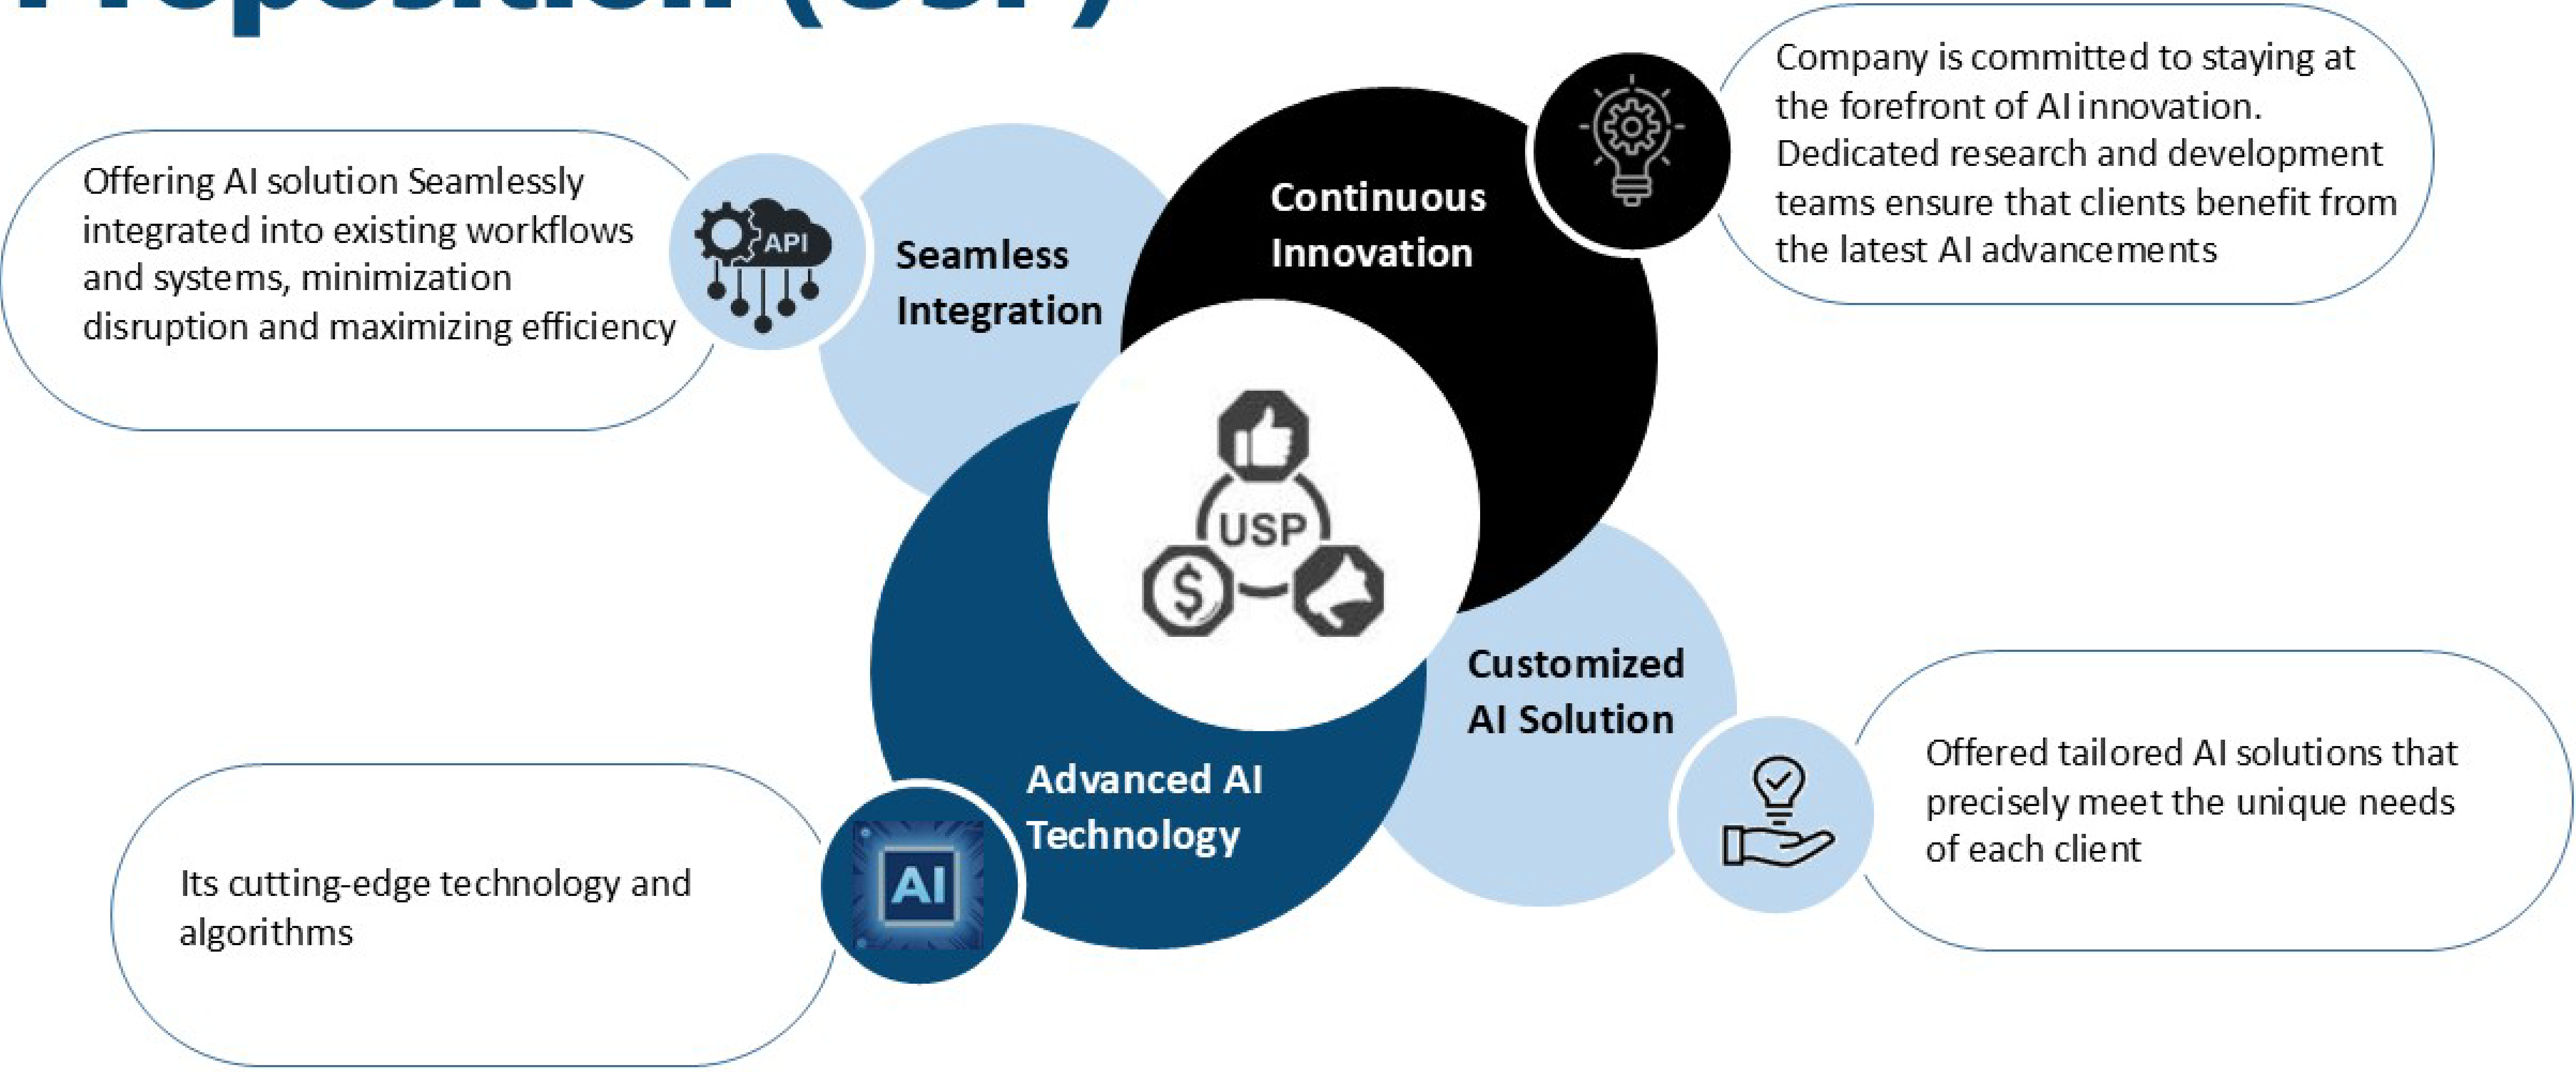 Proposition (USP)
Company is committed to staying at
the forefront of AI innovation.
Dedicated research and development
teams ensure that clients benefit from
the latest AI advancements
Continuous
Innovation
Offering AI solution Seamlessly
integrated into existing workflows
and systems, minimization
disruption and maximizing efficiency
API
Seamless
Integration
USP
$
Customized
AI Solution
Offered tailored AI solutions that
precisely meet the unique needs
of each client
Advanced AI
Technology
AI
Its cutting-edge technology and
algorithms